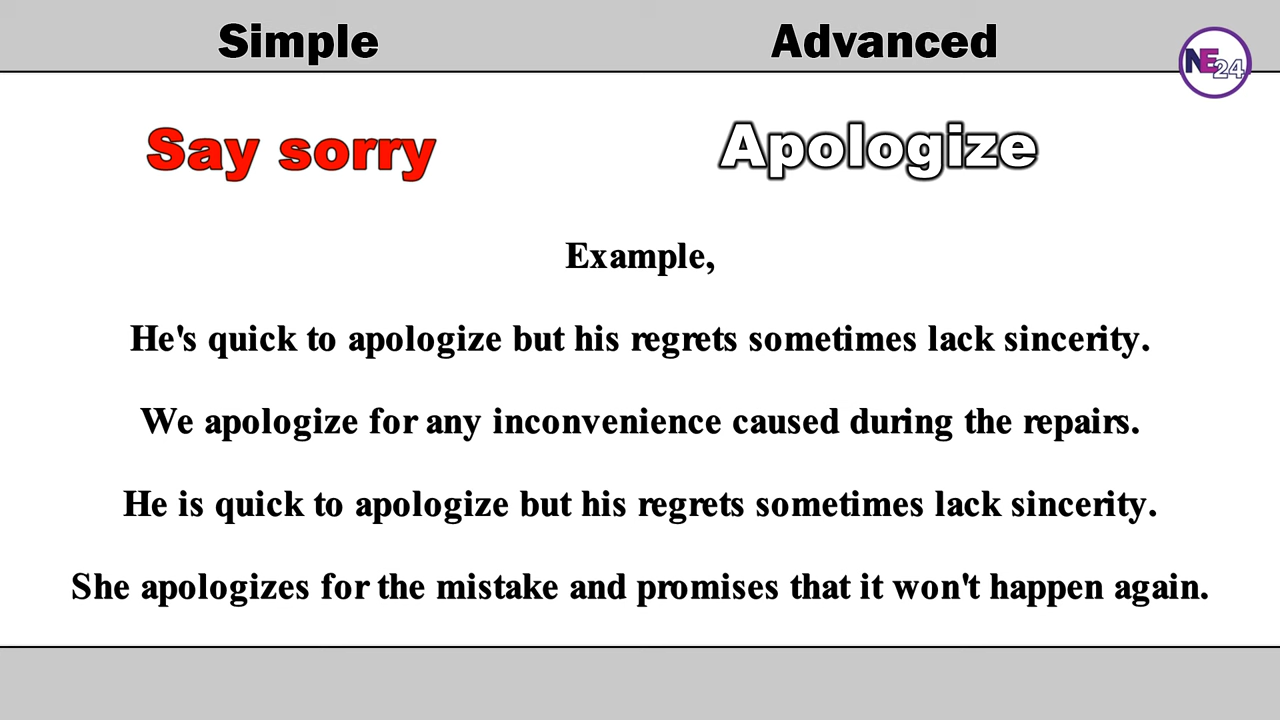 Simple Advanced
NE24
Say sorry Apologize
Example,
He's quick to apologize but his regrets sometimes lack sincerity.
We apologize for any inconvenience caused during the repairs.
He is quick to apologize but his regrets sometimes lack sincerity.
She apologizes for the mistake and promises that it won't happen again.